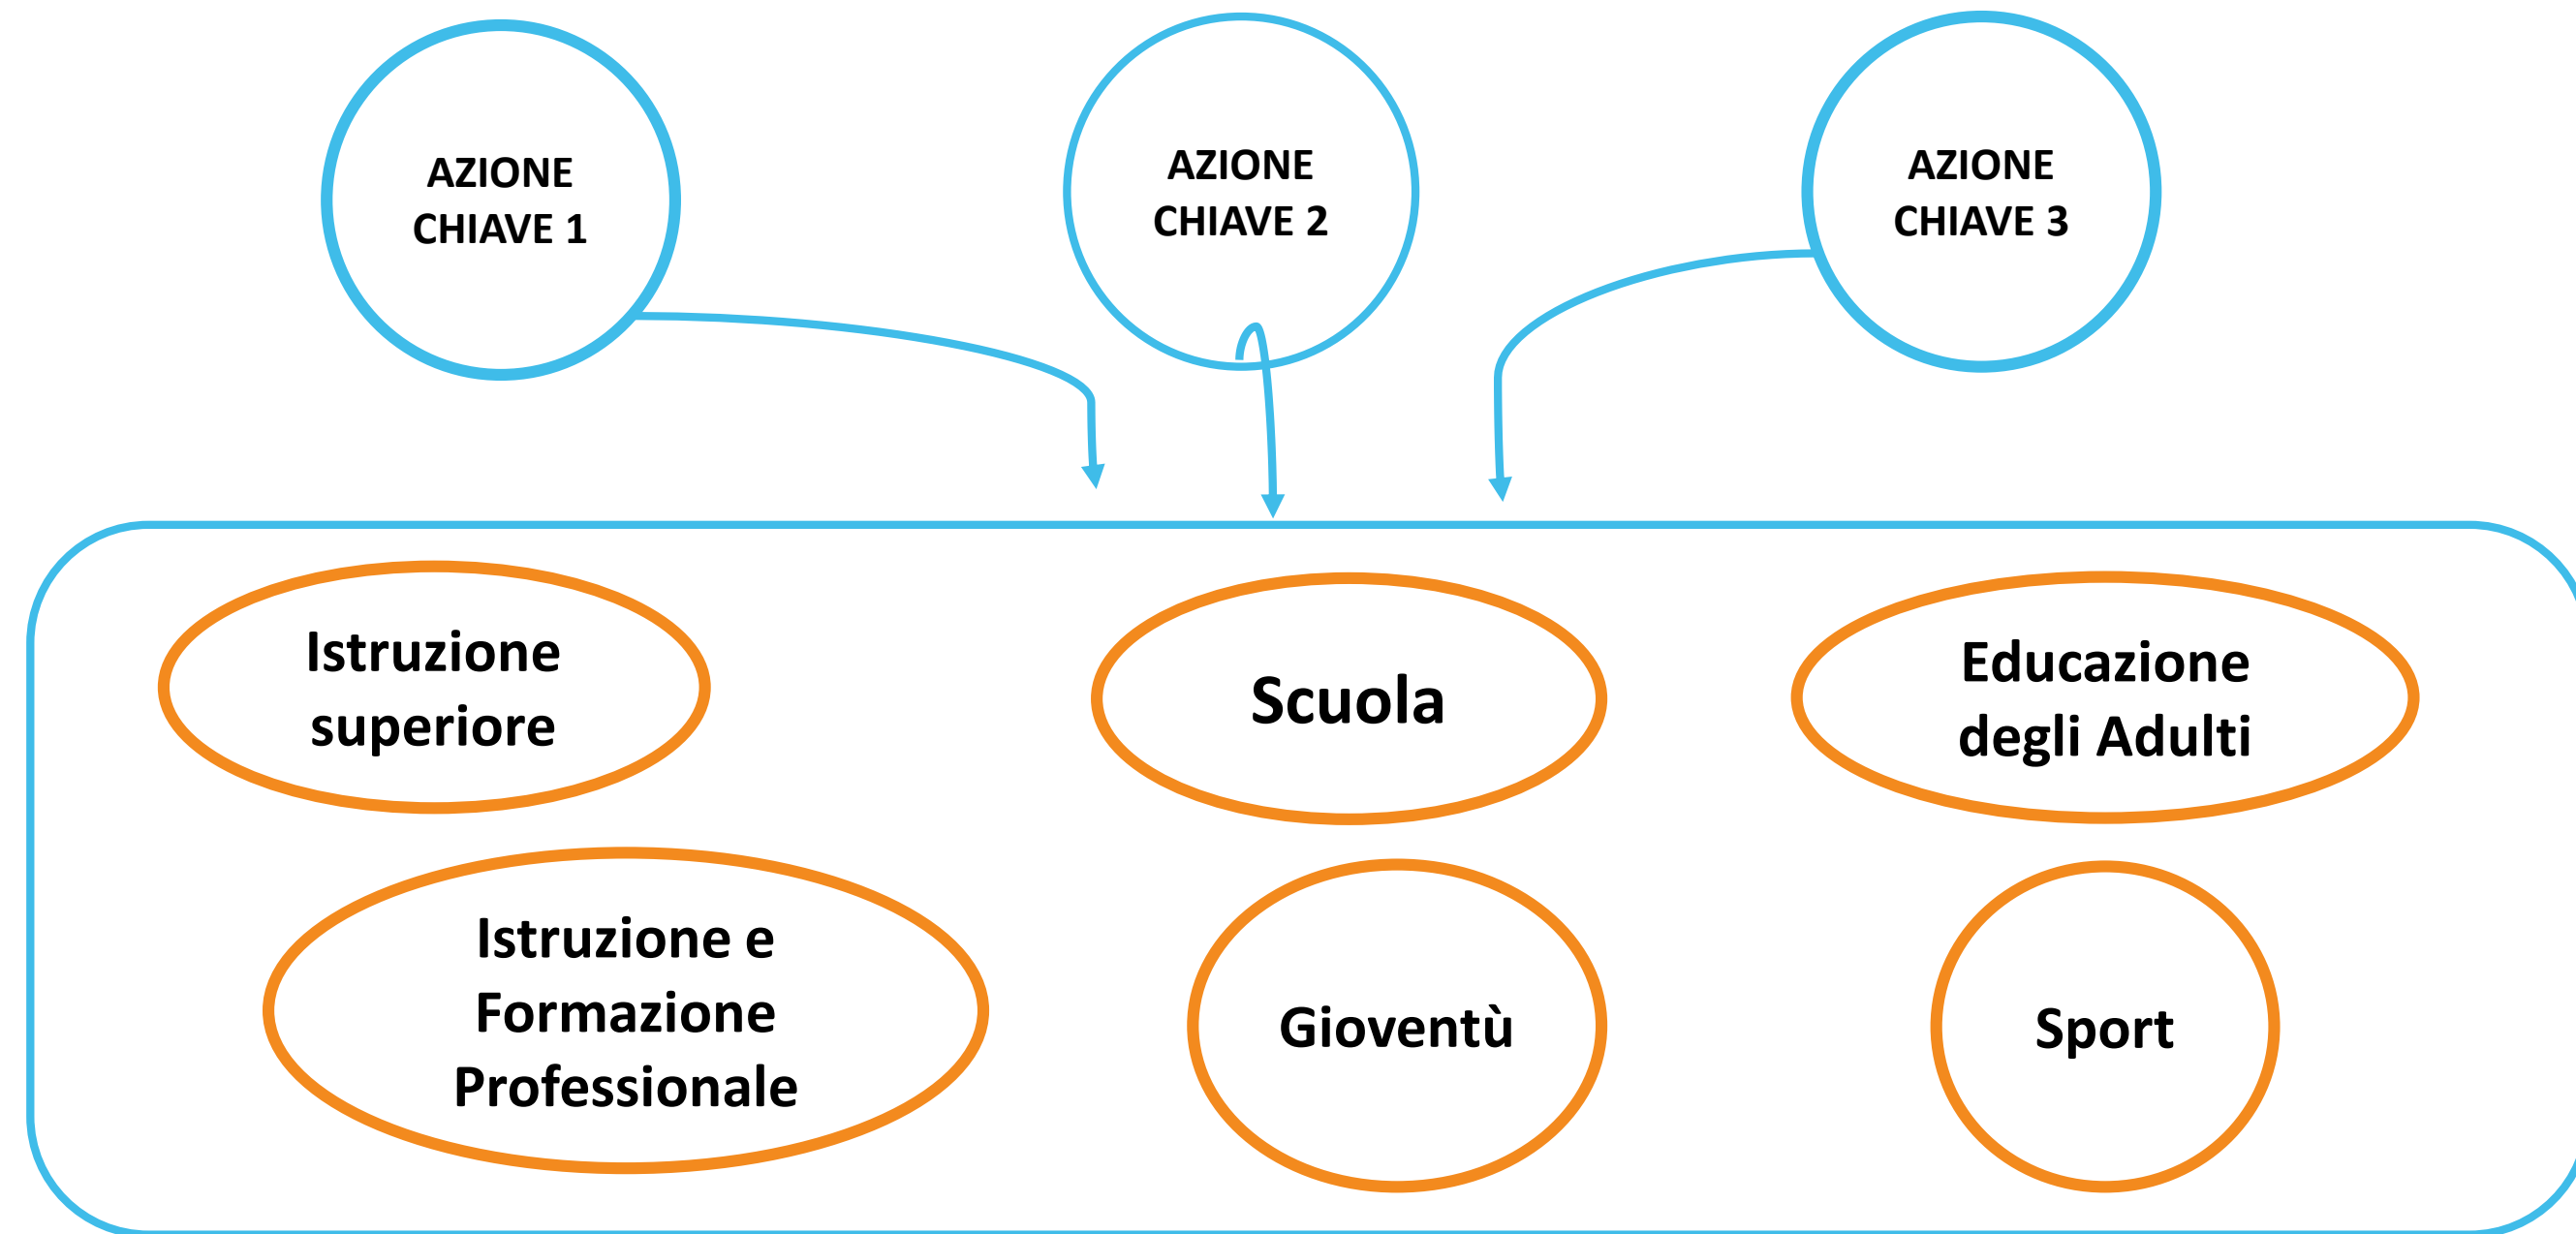 AZIONE
CHIAVE 1
AZIONE
CHIAVE 2
AZIONE
CHIAVE 3
Istruzione
superiore
Scuola
Educazione
degli Adulti
Istruzione e
Formazione
Professionale
Gioventù
Sport